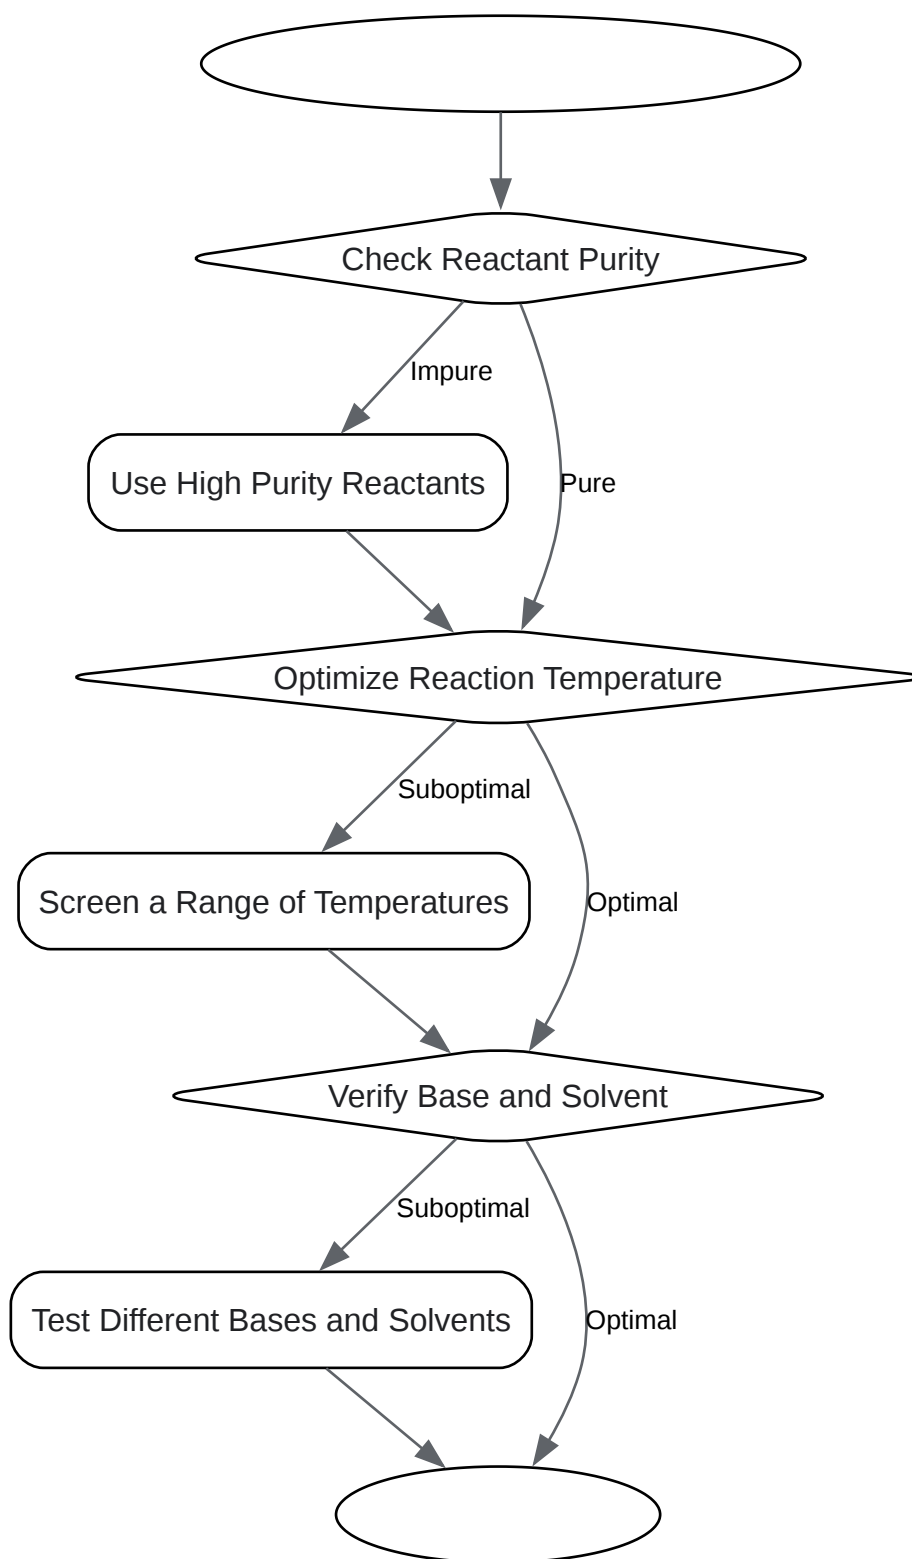 Check Reactant Purity
Impure
Use High Purity Reactants
Pure
Optimize Reaction Temperature
Suboptimal
Screen a Range of Temperatures
Optimal
Verify Base and Solvent
Suboptimal
Test Different Bases and Solvents
Optimal